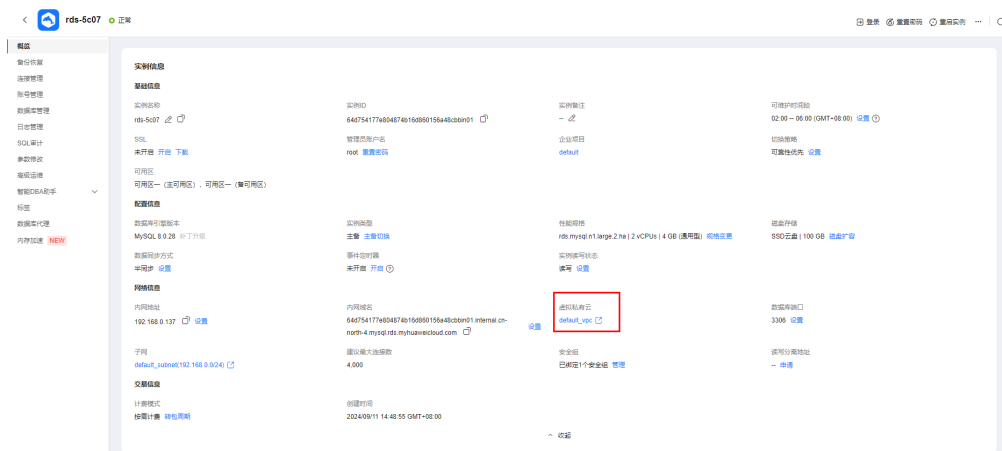 rds-5c07 正常
登录 重置密码 重启实例 ...
概览
备份恢复
连接管理
账号管理
数据库管理
日志管理
SQL审计
参数修改
高级运维
智能DBA助手
标签
数据库代理
内存加速 NEW
实例信息
基础信息
实例名称 实例ID 实例备注 可维护时间段
rds-5c07 64d754177e804874b16d860156a48cbbin01 -- 02:00 – 06:00 (GMT+08:00) 设置
SSL 管理员账户名 企业项目 切换策略
未开启 开启 下载 root 重置密码 default 可靠性优先 设置
可用区
可用区一（主可用区），可用区一（备可用区）
配置信息
数据库引擎版本 实例类型 性能规格 磁盘存储
MySQL 8.0.28 补丁升级 主备 主备切换 rds.mysql.n1.large.2.ha | 2 vCPUs | 4 GB (通用型) 规格变更 SSD云盘 | 100 GB 磁盘扩容
数据同步方式 事件定时器 实例读写状态
半同步 设置 未开启 开启 读写 设置
网络信息
内网地址 内网域名 虚拟私有云 数据库端口
192.168.0.137 设置 64d754177e804874b16d860156a48cbbin01.internal.cn-north-4.mysql.rds.myhuaweicloud.com 设置 default_vpc 3306 设置
子网 建议最大连接数 安全组 读写分离地址
default_subnet(192.168.0.0/24) 4,000 已绑定1个安全组 管理 -- 申请
交易信息
计费模式 创建时间
按需计费 转包周期 2024/09/11 14:48:55 GMT+08:00
收起